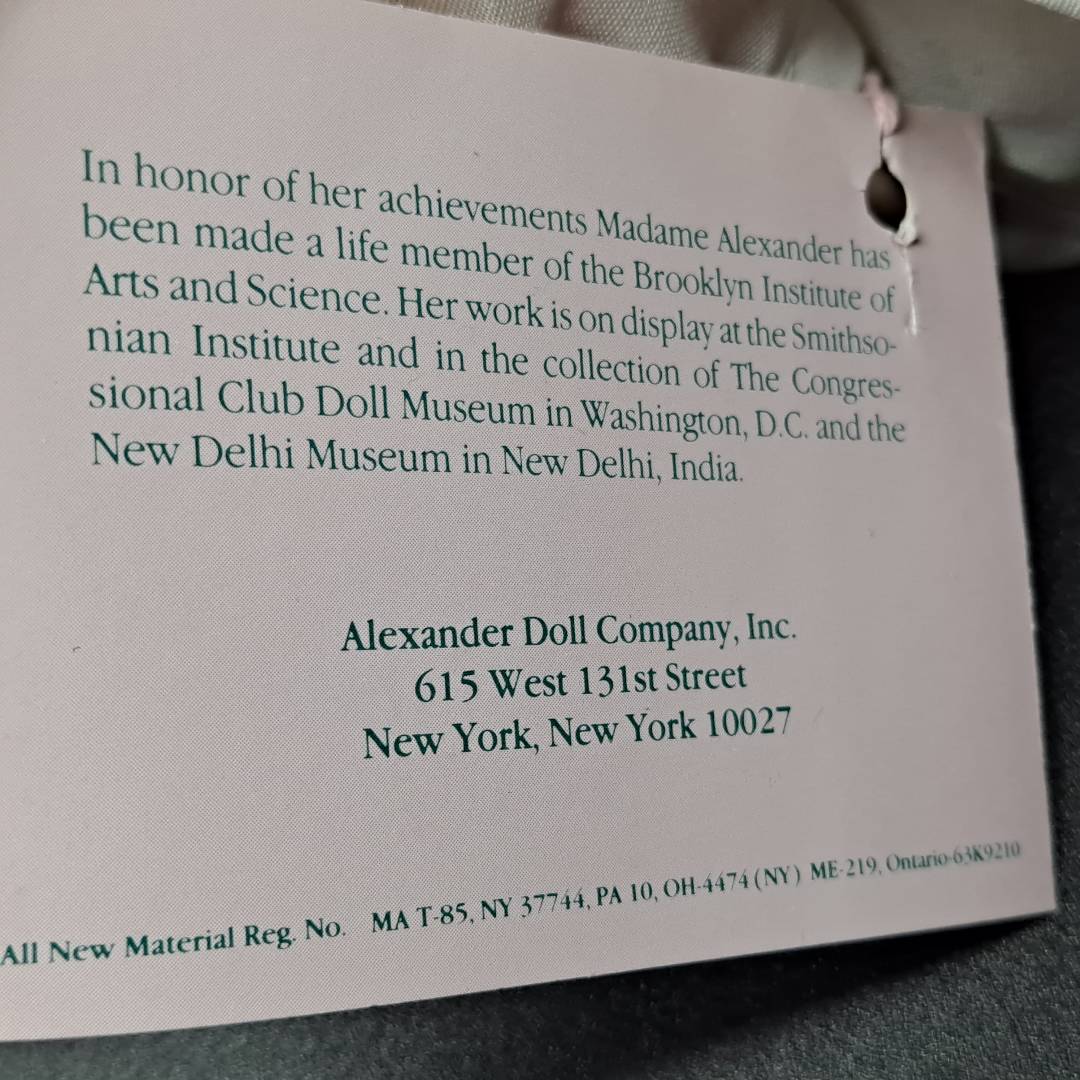 In honor of her achievements Madame Alexander has
been made a life member of the Brooklyn Institute of
Arts and Science. Her work is on display at the Smithso-
nian Institute and in the collection of The Congres-
sional Club Doll Museum in Washington, D.C. and the
New Delhi Museum in New Delhi, India.
Alexander Doll Company, Inc.
615 West 131st Street
New York, New York 10027
All New Material Reg. No. MA T-85, NY 37744, PA 10, OH-4474 (NY) ME-219, Ontario-63K9210